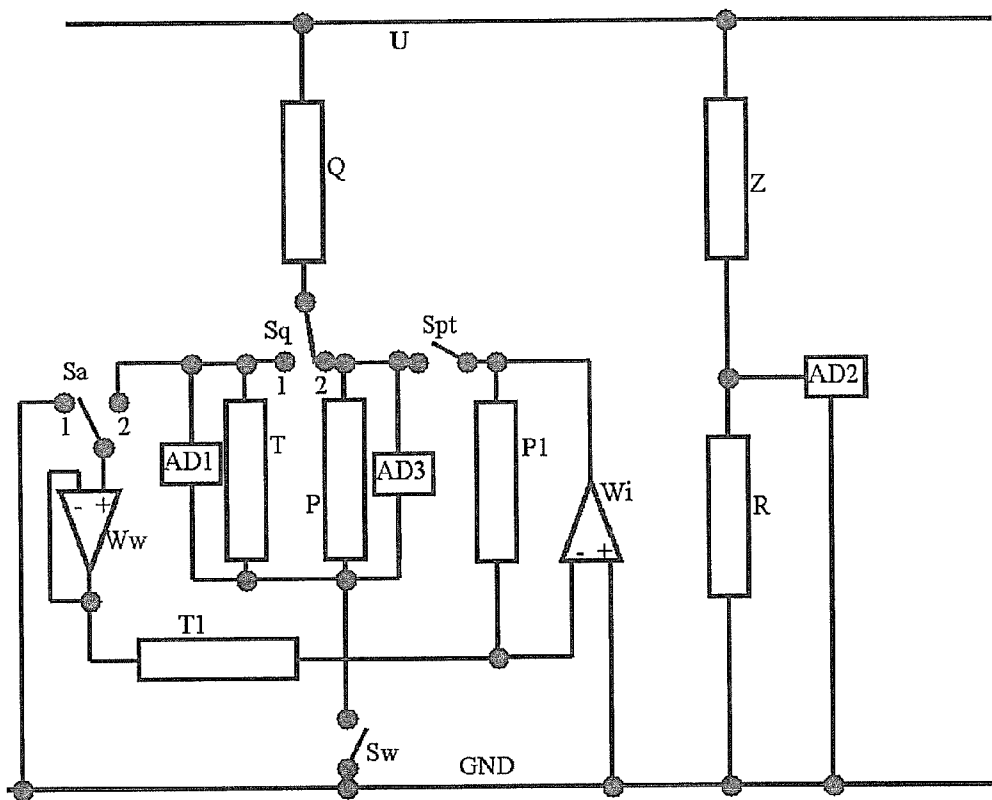 U
Q
Z
Sq
Spt
Sa
1
2
1
2
AD2
AD1
T
P
AD3
P1
Wi
R
- +
Ww
- +
T1
Sw
GND